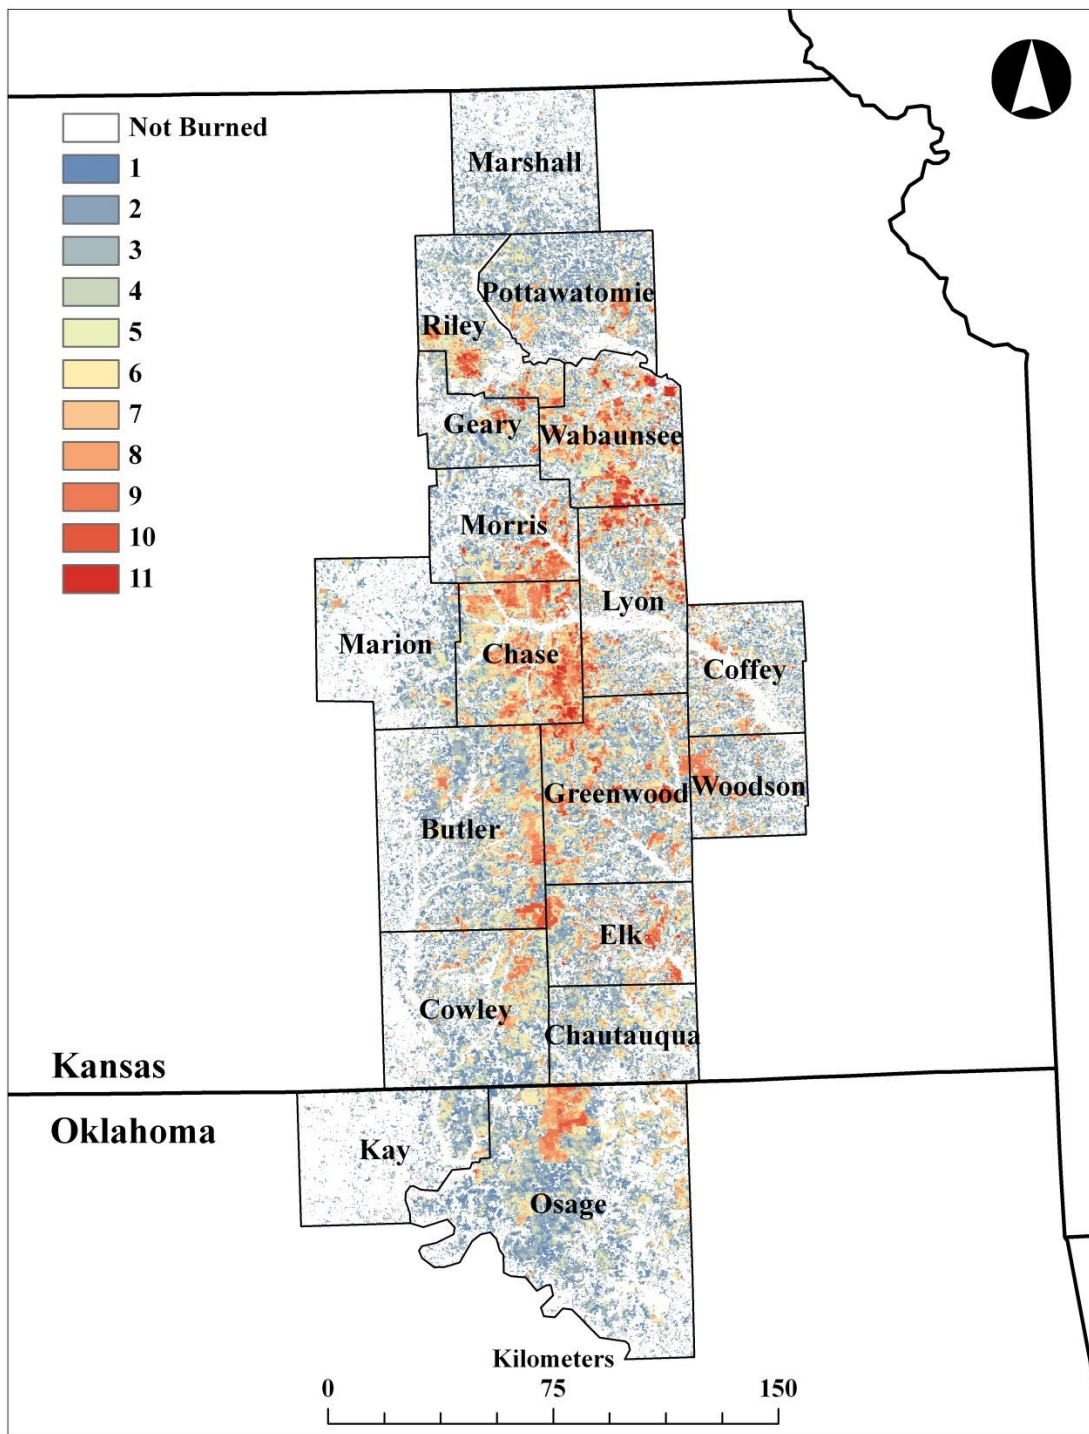 Not Burned
1
2
3
4
5
6
7
8
9
10
11
Marshall
Pottawatomie
Riley
Geary
Wabaunsee
Morris
Lyon
Marion
Chase
Coffey
Greenwood
Woodson
Butler
Elk
Cowley
Chautauqua
Kansas
Oklahoma
Kay
Osage
Kilometers
0 75 150